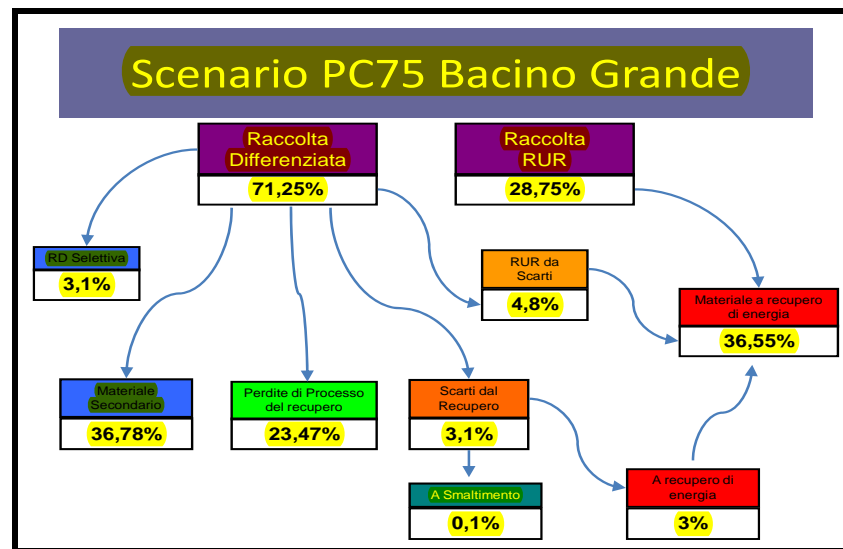 Scenario PC75 Bacino Grande
Raccolta
Differenziata
71,25%
Raccolta
RUR
28,75%
RD Selettiva
3,1%
RUR da
Scarti
4,8%
Materiale a recupero
di energia
36,55%
Materiale
Secondario
36,78%
Perdite di Processo
del recupero
23,47%
Scarti dal
Recupero
3,1%
A Smaltimento
0,1%
A recupero di
energia
3%